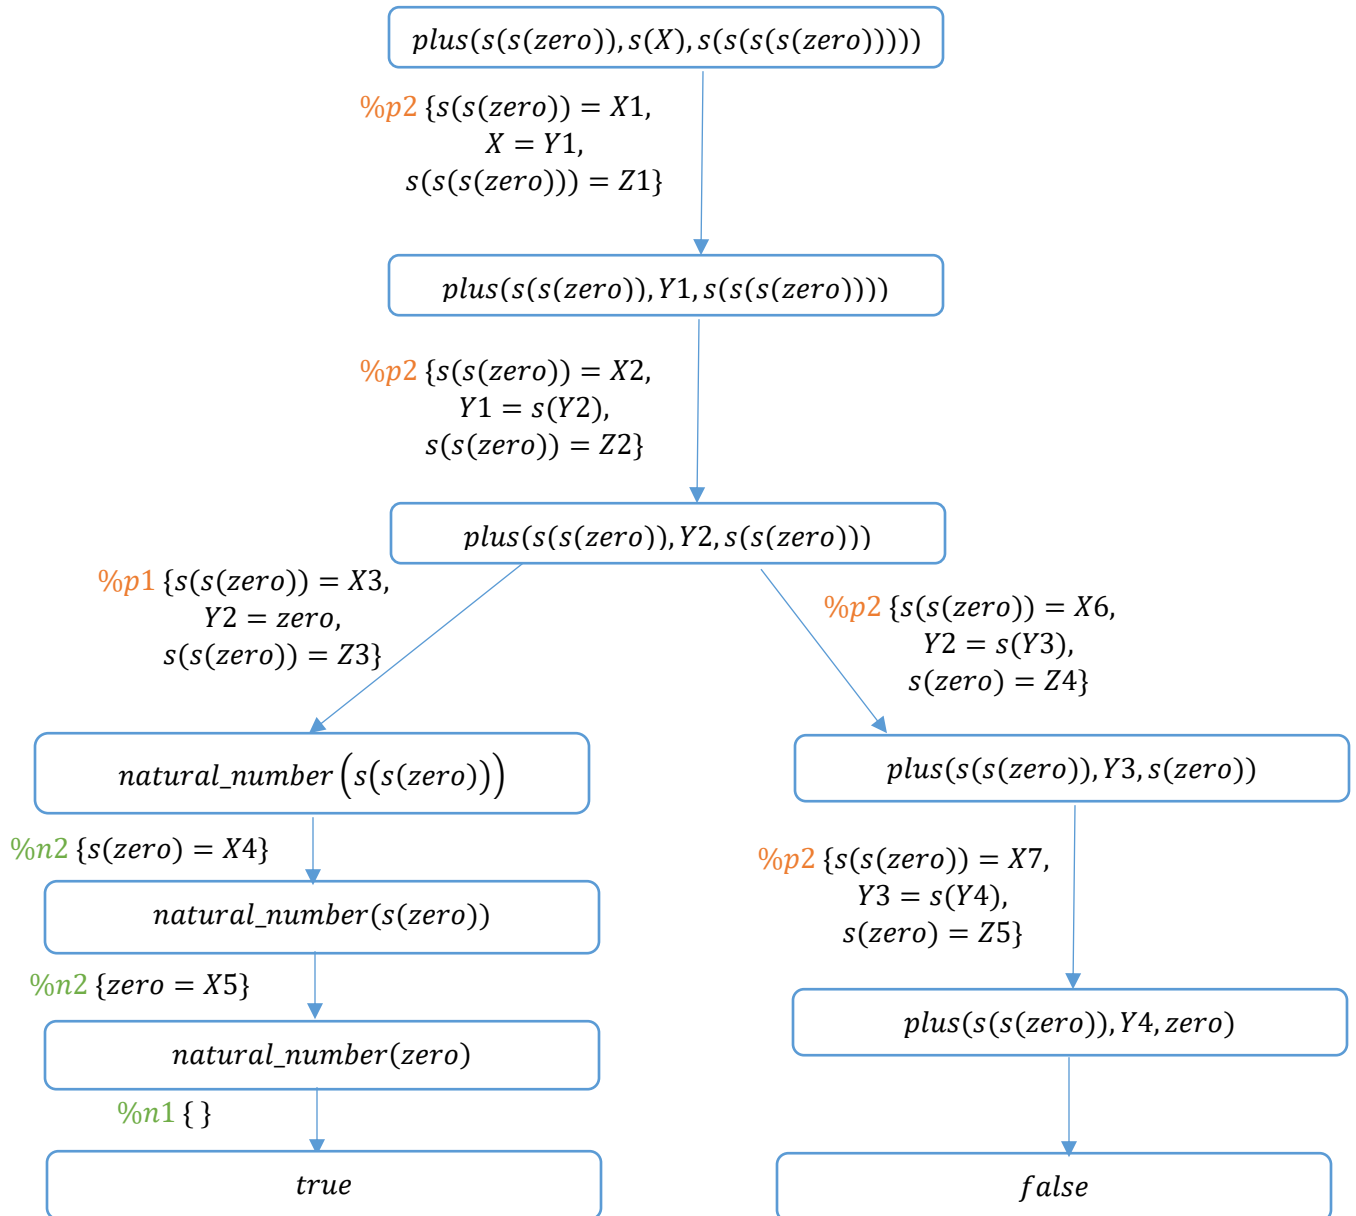 plus(s(s(zero)), s(X), s(s(s(s(zero)))))
%p2 {s(s(zero)) = X1,
X = Y1,
s(s(s(zero))) = Z1}
plus(s(s(zero)), Y1, s(s(s(zero))))
%p2 {s(s(zero)) = X2,
Y1 = s(Y2),
s(s(zero)) = Z2}
plus(s(s(zero)), Y2, s(s(zero)))
%p1 {s(s(zero)) = X3,
Y2 = zero,
s(s(zero)) = Z3}
%p2 {s(s(zero)) = X6,
Y2 = s(Y3),
s(zero) = Z4}
natural_number(s(s(zero)))
plus(s(s(zero)), Y3, s(zero))
%n2 {s(zero) = X4}
natural_number(s(zero))
%p2 {s(s(zero)) = X7,
Y3 = s(Y4),
s(zero) = Z5}
%n2 {zero = X5}
natural_number(zero)
plus(s(s(zero)), Y4, zero)
%n1 { }
true
false